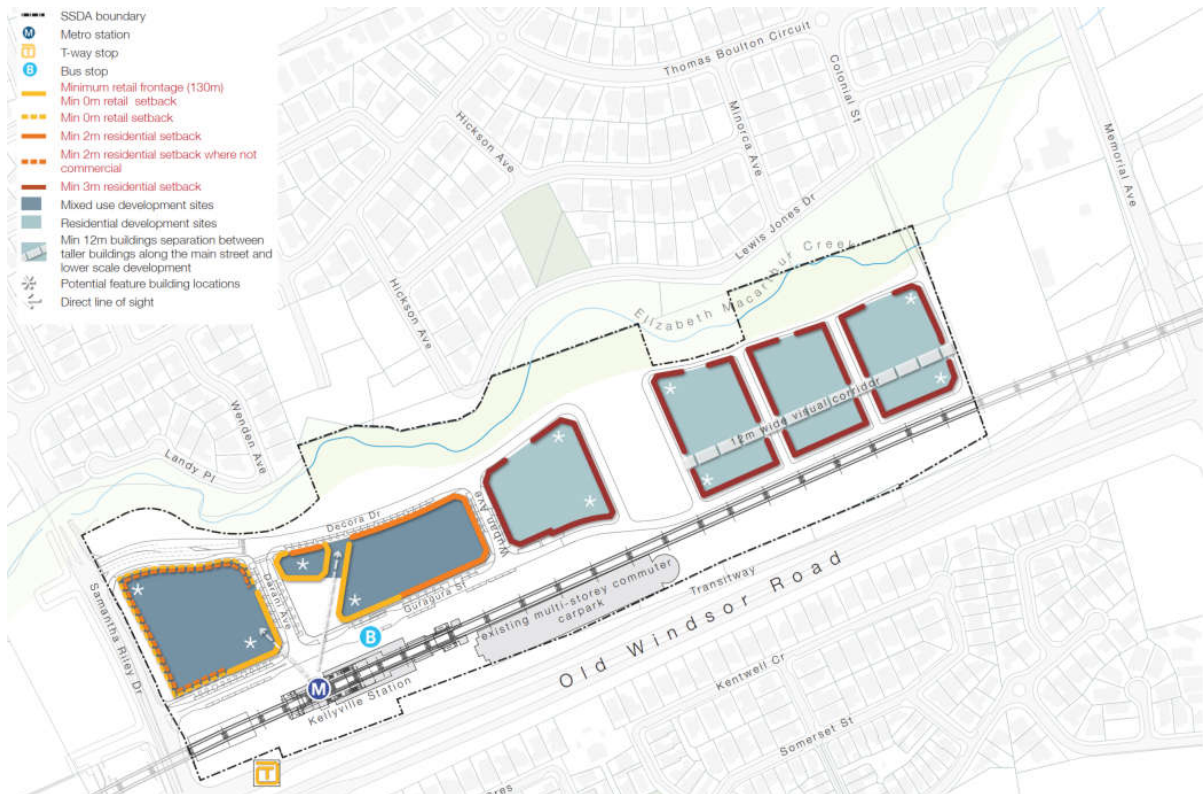 SSDA boundary
M
Metro station
T
T-way stop
B
Bus stop
Minimum retail frontage (130m)
Min 0m retail setback
Min 0m retail setback
Min 2m residential setback
Min 2m residential setback where not
commercial
Min 3m residential setback
Mixed use development sites
Residential development sites
Min 12m buildings separation between
taller buildings along the main street and
lower scale development
Potential feature building locations
Direct line of sight
Thomas Boulton Circuit
Colonial St
Hickson Ave
Minorca Ave
Memorial Ave
Lewis Jones Dr
Elizabeth Macarthur Creek
Hickson Ave
12m wide visual corridor
Wenden Ave
Landy Pl
Decora Dr
Wuban Ave
Samantha Riley Dr
Darani Ave
Guragura St
B
existing multi-storey commuter
carpark
Transitway
Old Windsor Road
M
Kellyville Station
Kentwell Cr
Somerset St
T